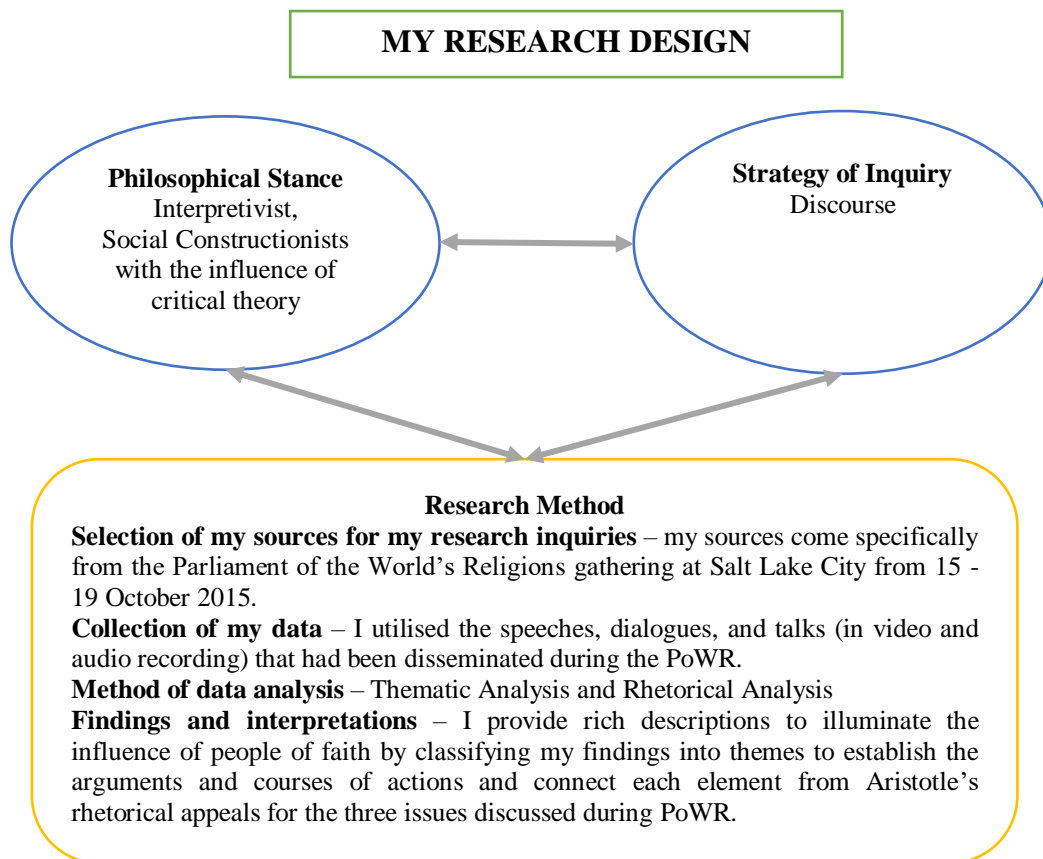 MY RESEARCH DESIGN
Philosophical Stance
Interpretivist,
Social Constructionists
with the influence of
critical theory
Strategy of Inquiry
Discourse
Research Method
Selection of my sources for my research inquiries – my sources come specifically
from the Parliament of the World’s Religions gathering at Salt Lake City from 15 -
19 October 2015.
Collection of my data – I utilised the speeches, dialogues, and talks (in video and
audio recording) that had been disseminated during the PoWR.
Method of data analysis – Thematic Analysis and Rhetorical Analysis
Findings and interpretations – I provide rich descriptions to illuminate the
influence of people of faith by classifying my findings into themes to establish the
arguments and courses of actions and connect each element from Aristotle’s
rhetorical appeals for the three issues discussed during PoWR.